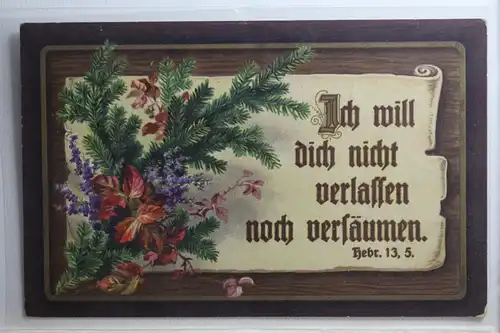 Ich will
dich nicht
verlassen
noch versäumen.
Hebr. 13, 5.